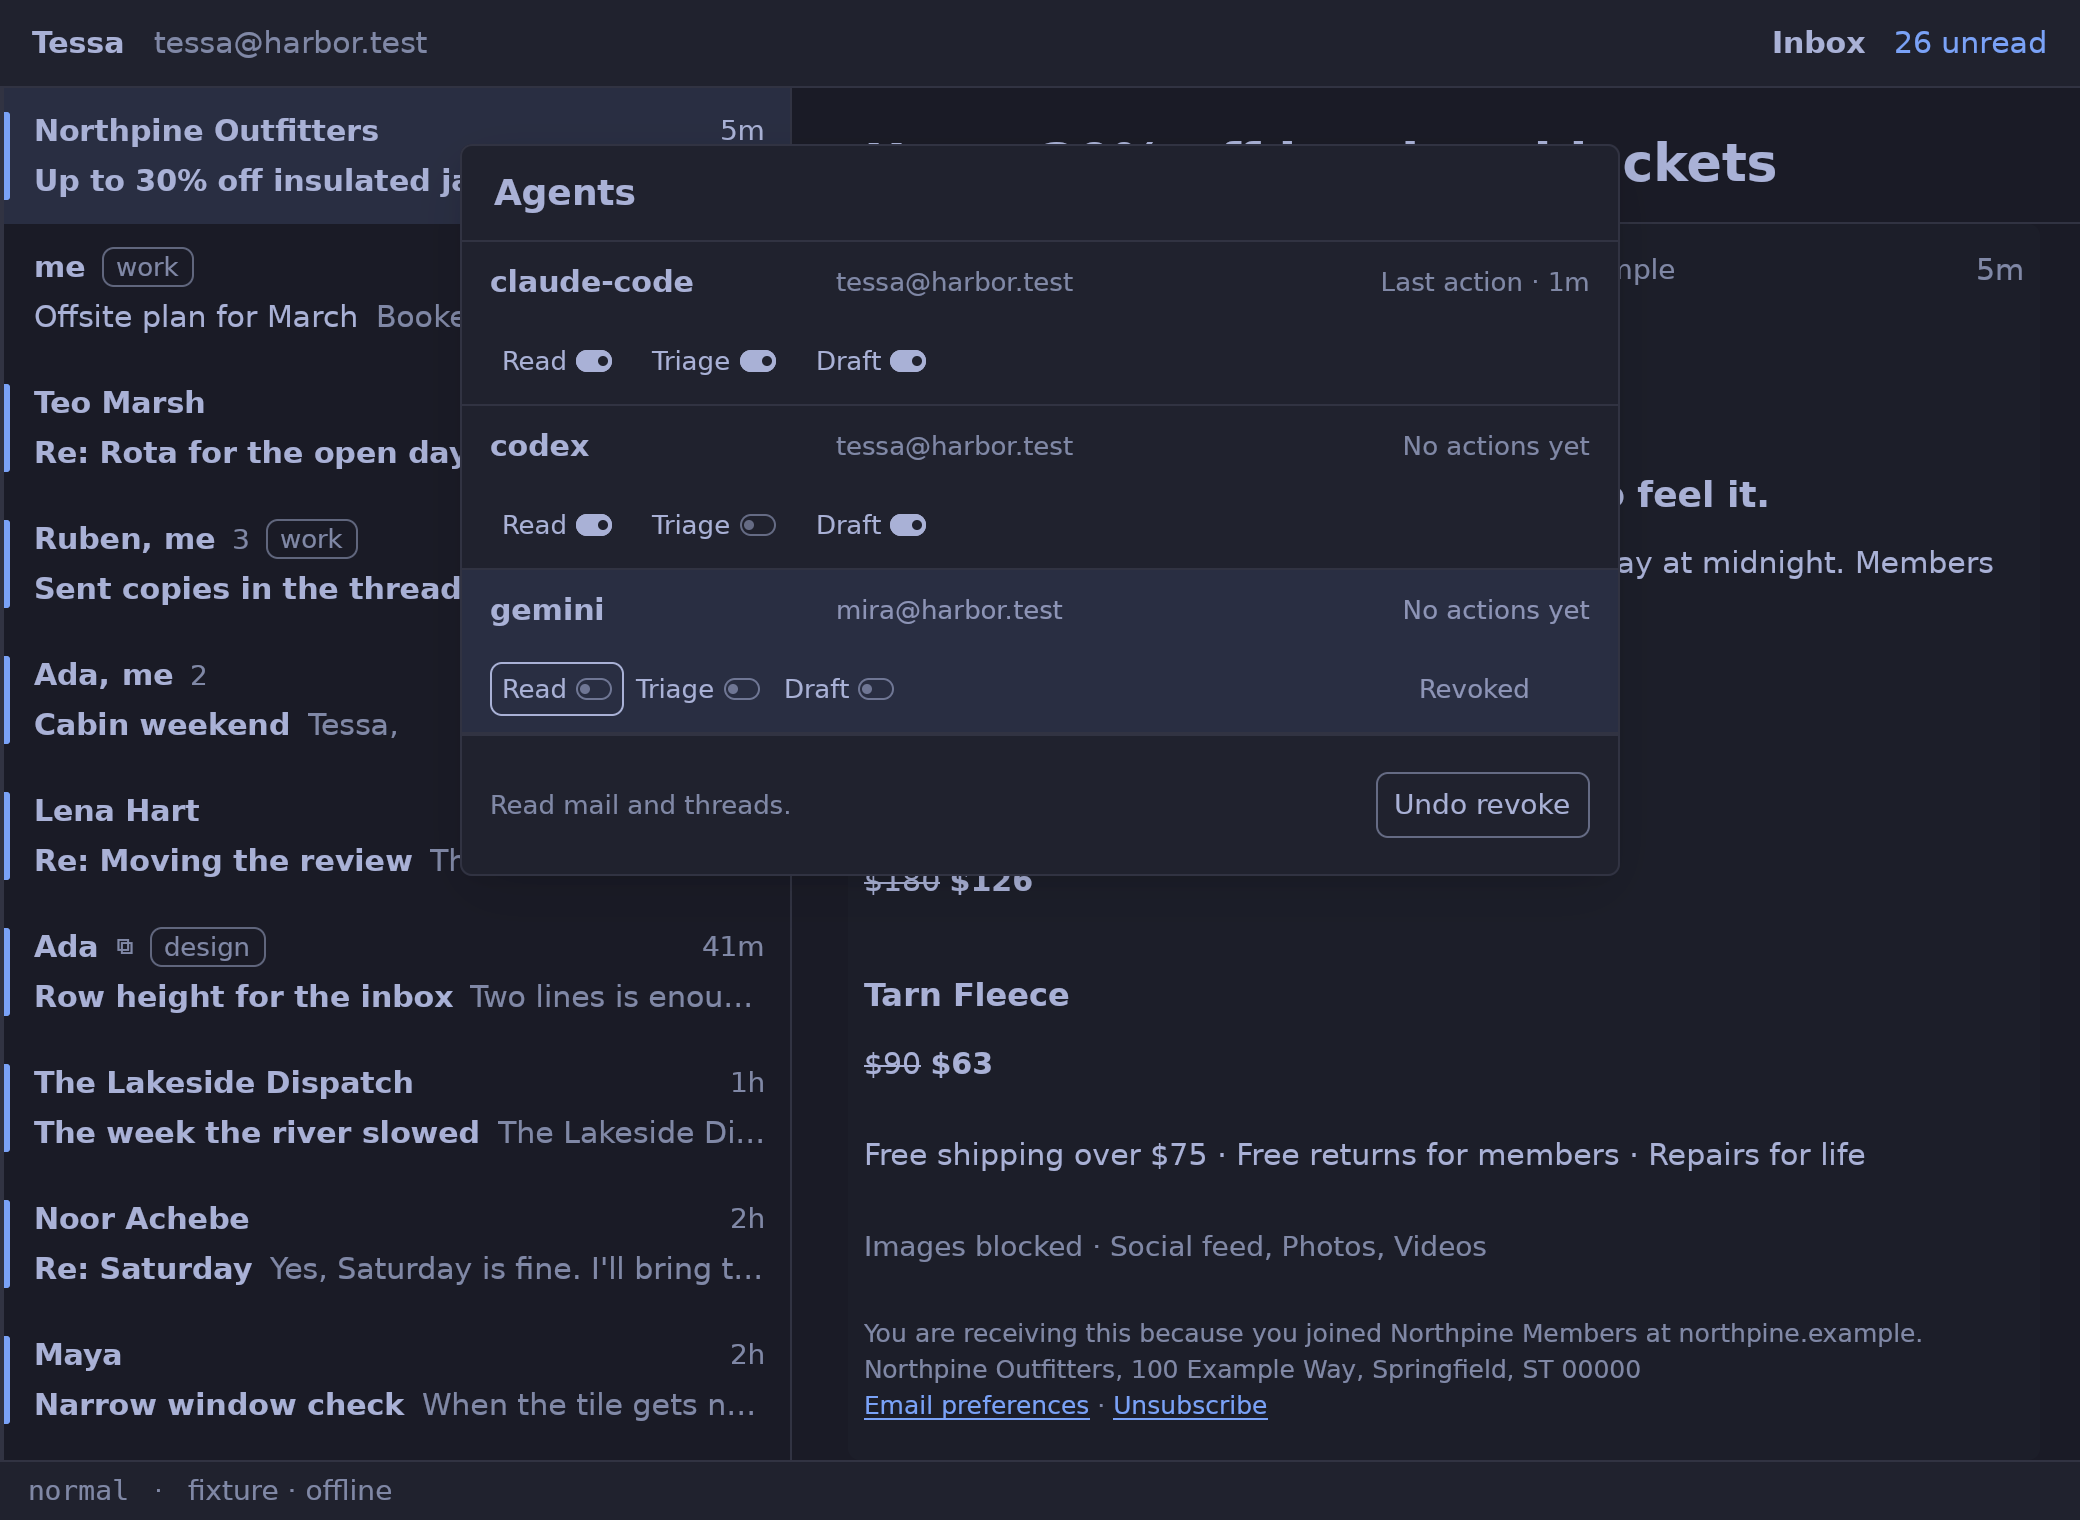 Tessa tessa@harbor.test
Inbox 26 unread
Northpine Outfitters 5m
Up to 30% off insulated
me work
Offsite plan for March
Teo Marsh
Re: Rota for the open day
Ruben, me 3 work
Sent copies in the thread
Ada, me 2
Cabin weekend Tessa,
Lena Hart
Re: Moving the review
Ada design 41m
Row height for the inbox Two lines is enou...
The Lakeside Dispatch 1h
The week the river slowed The Lakeside Di...
Noor Achebe 2h
Re: Saturday Yes, Saturday is fine. I'll bring t...
Maya 2h
Narrow window check When the tile gets n...
Agents
claude-code tessa@harbor.test Last action · 1m
Read Triage Draft
codex tessa@harbor.test No actions yet
Read Triage Draft
gemini mira@harbor.test No actions yet
Read Triage Draft Revoked
Read mail and threads. Undo revoke
ckets
mple 5m
feel it.
ay at midnight. Members
$180 $126
Tarn Fleece
$90 $63
Free shipping over $75 · Free returns for members · Repairs for life
Images blocked · Social feed, Photos, Videos
You are receiving this because you joined Northpine Members at northpine.example.
Northpine Outfitters, 100 Example Way, Springfield, ST 00000
Email preferences · Unsubscribe
normal · fixture · offline